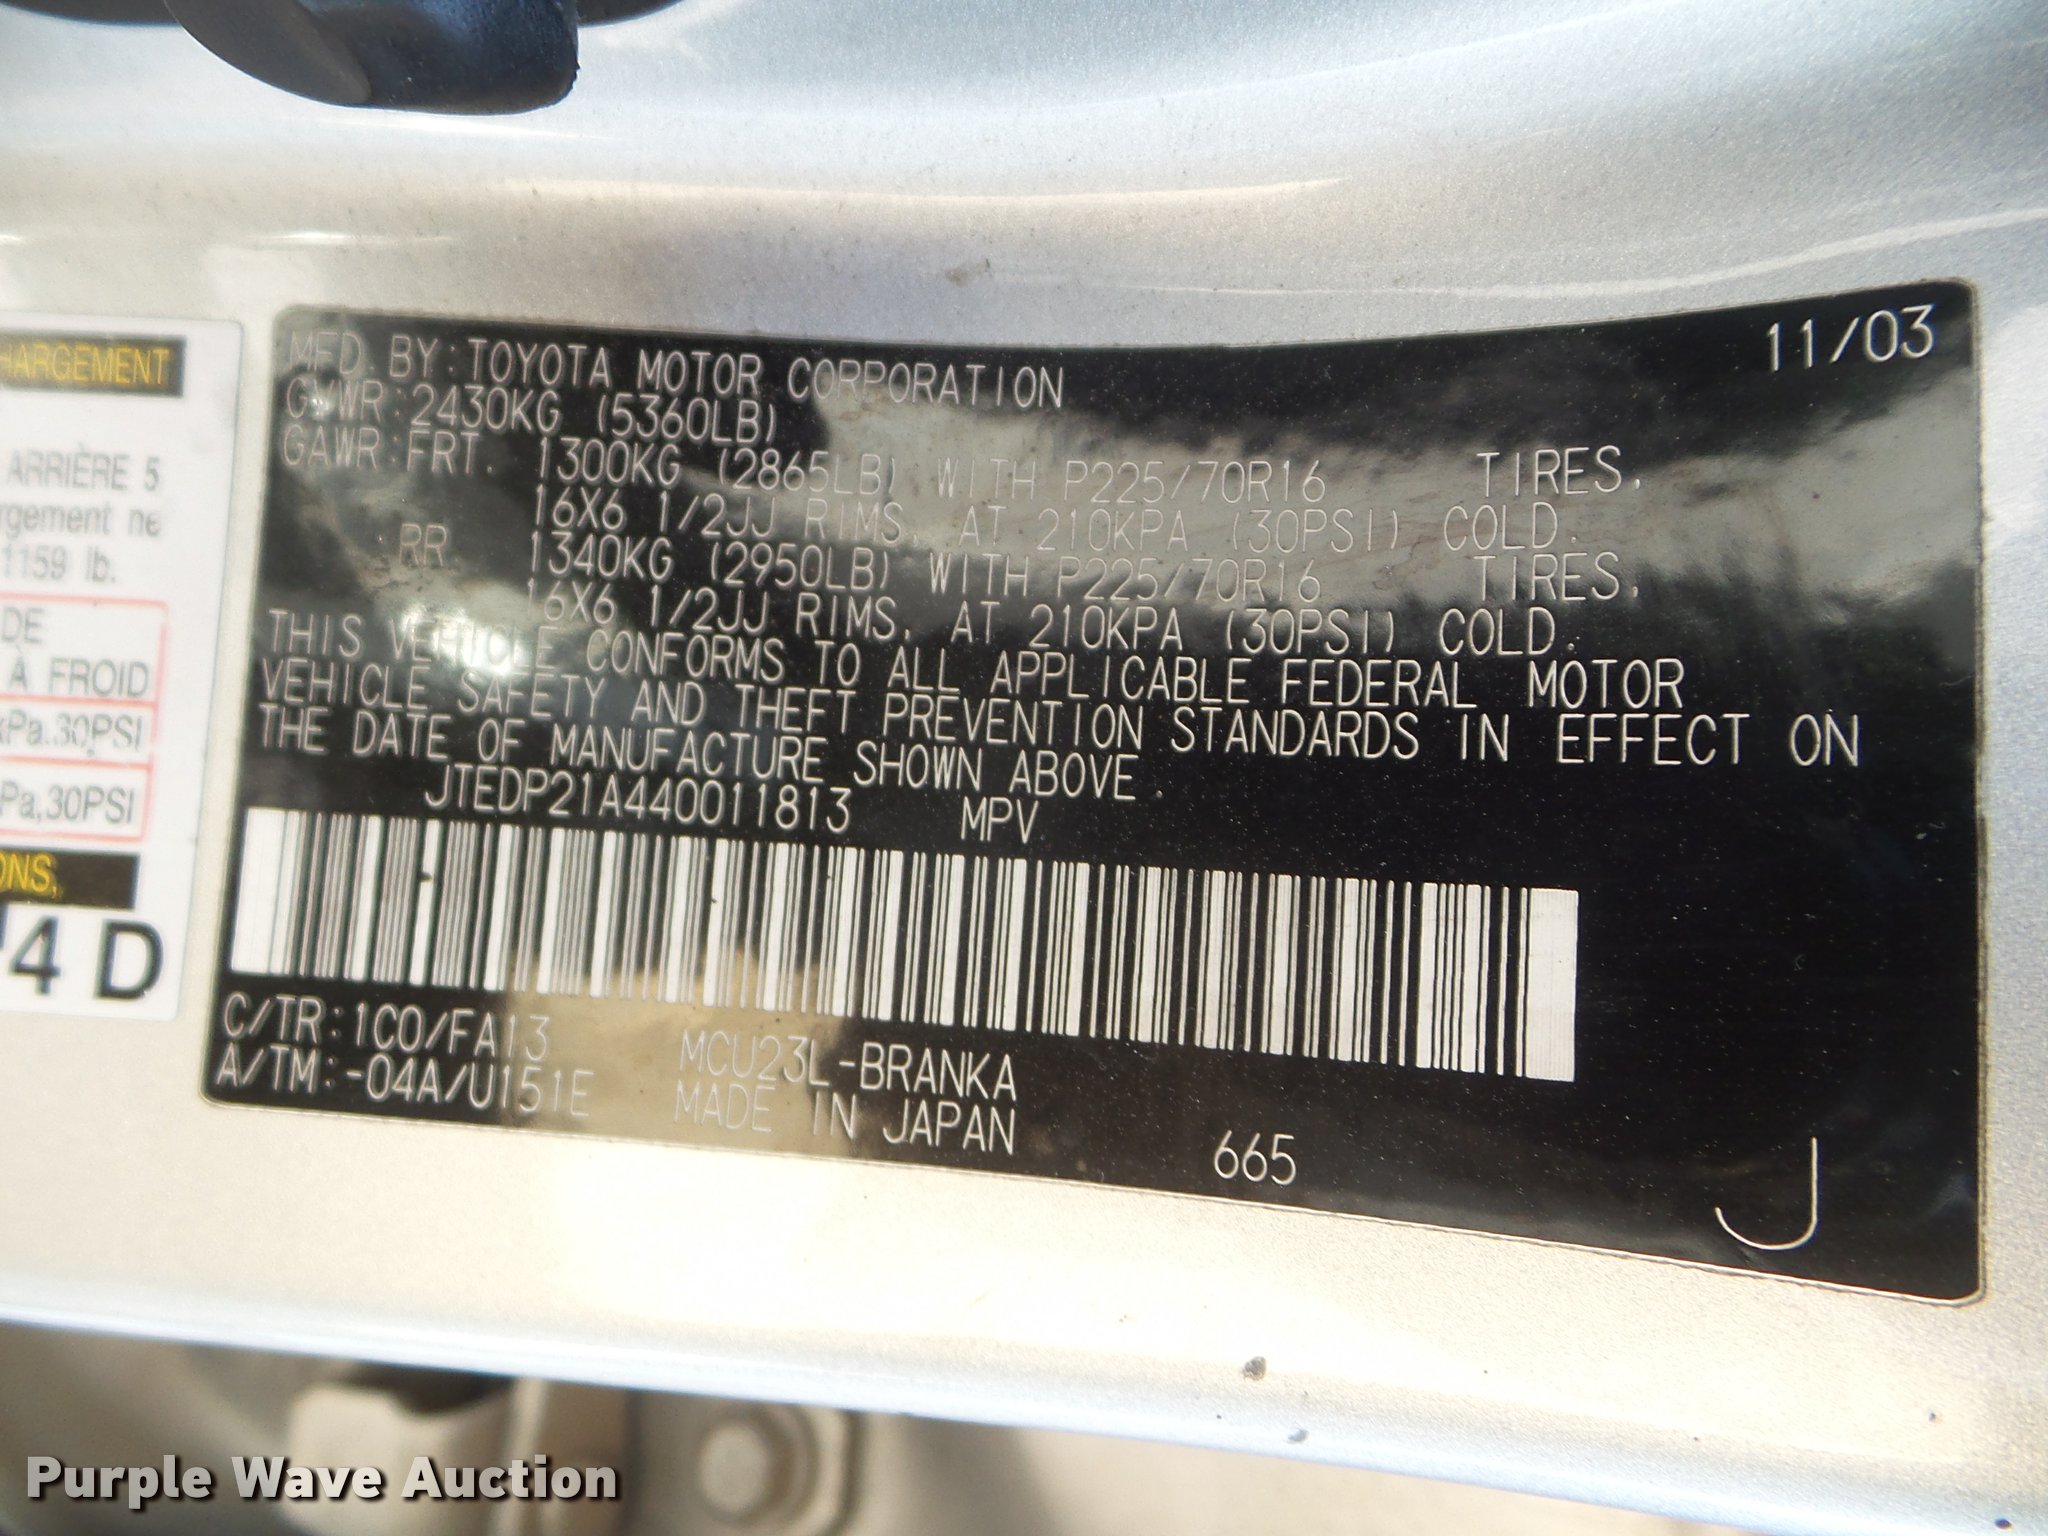 11/03
MFD. BY: TOYOTA MOTOR CORPORATION
GVWR: 2430KG (5360LB)
GAWR: FRT. 1300KG (2865LB) WITH P225/70R16 TIRES,
16X6 1/2JJ RIMS, AT 210KPA (30PSI) COLD.
RR. 1340KG (2950LB) WITH P225/70R16 TIRES,
16X6 1/2JJ RIMS, AT 210KPA (30PSI) COLD.
THIS VEHICLE CONFORMS TO ALL APPLICABLE FEDERAL MOTOR
VEHICLE SAFETY AND THEFT PREVENTION STANDARDS IN EFFECT ON
THE DATE OF MANUFACTURE SHOWN ABOVE.
JTEDP21A440011813 MPV
C/TR: 1C0/FA13 MCU23L-BRANKA
A/TM: -04A/U151E MADE IN JAPAN
665
J
ARRIÈRE 5
ne
1159 lb.
DE
À FROID
kPa.30PSI
kPa,30PSI
4 D
Purple Wave Auction